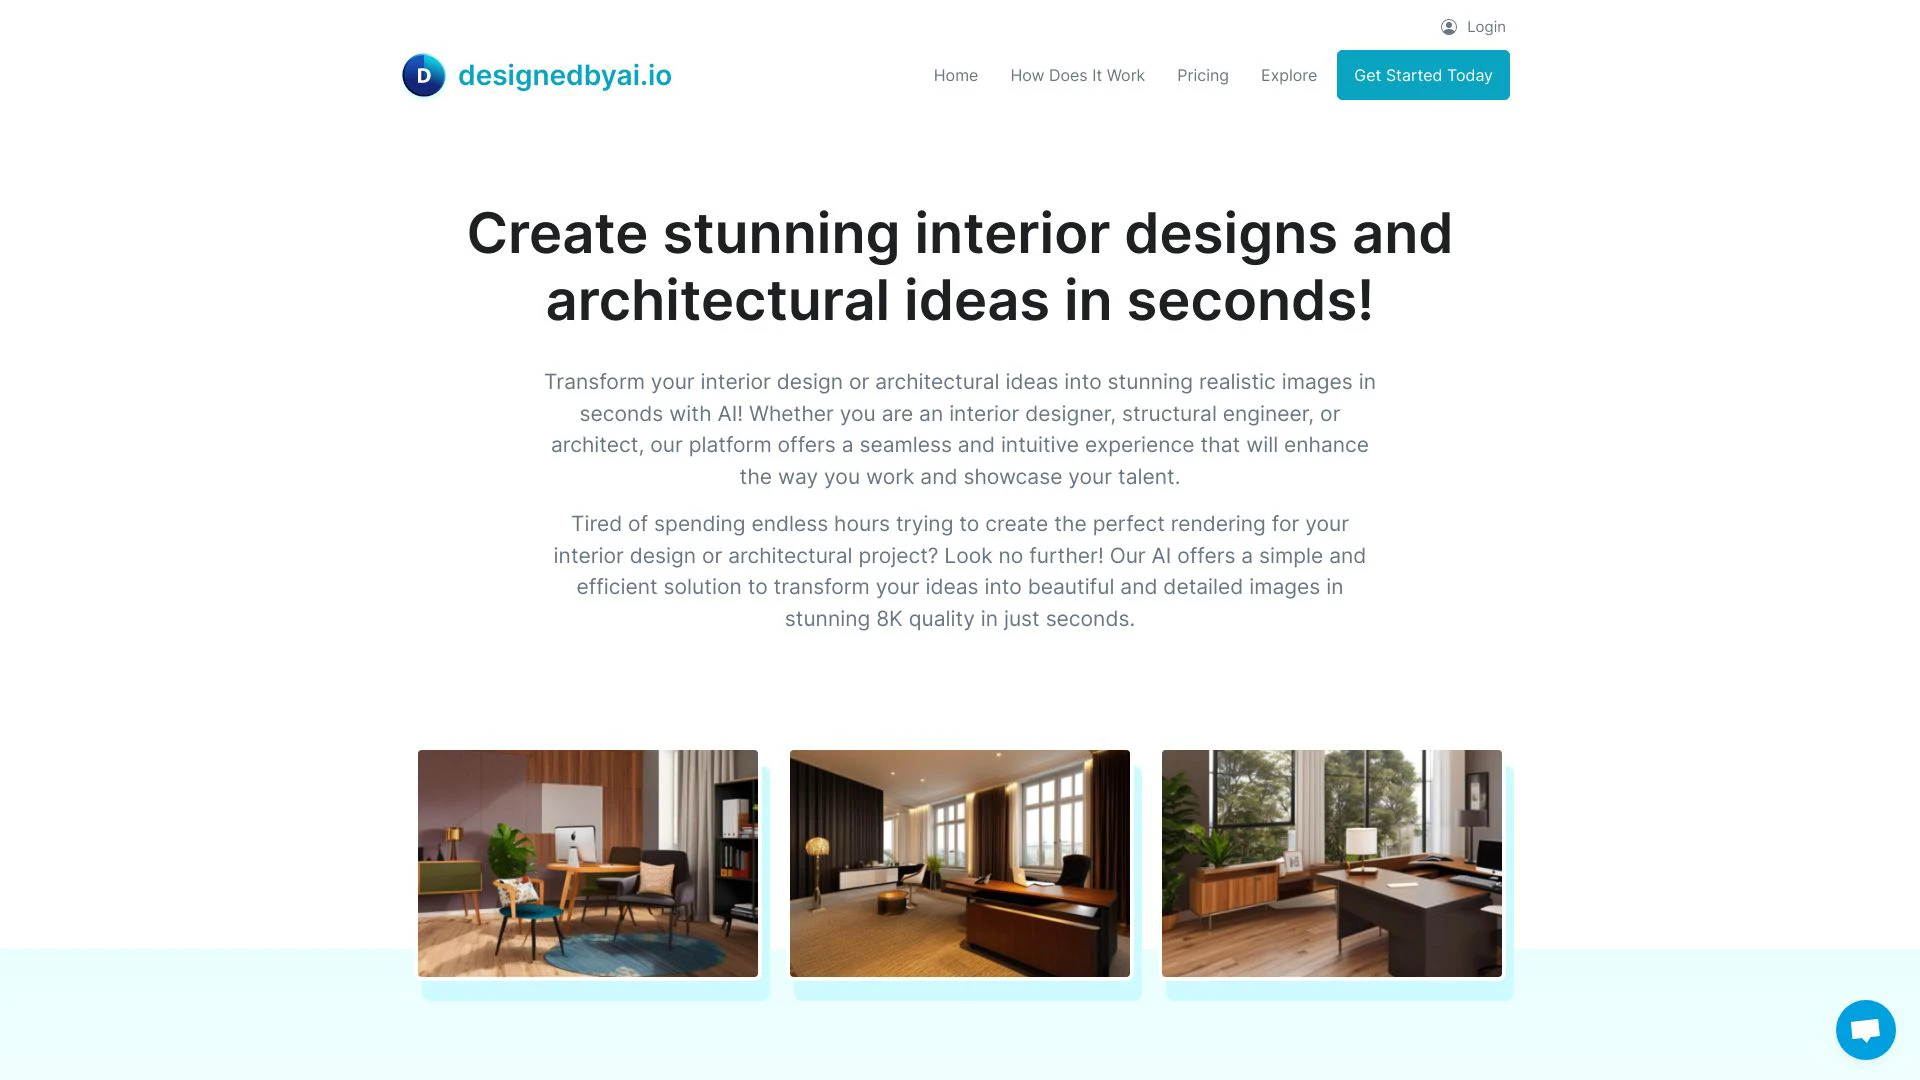 Login
D designedbyai.io
Home How Does It Work Pricing Explore Get Started Today
Create stunning interior designs and
architectural ideas in seconds!
Transform your interior design or architectural ideas into stunning realistic images in
seconds with AI! Whether you are an interior designer, structural engineer, or
architect, our platform offers a seamless and intuitive experience that will enhance
the way you work and showcase your talent.
Tired of spending endless hours trying to create the perfect rendering for your
interior design or architectural project? Look no further! Our AI offers a simple and
efficient solution to transform your ideas into beautiful and detailed images in
stunning 8K quality in just seconds.